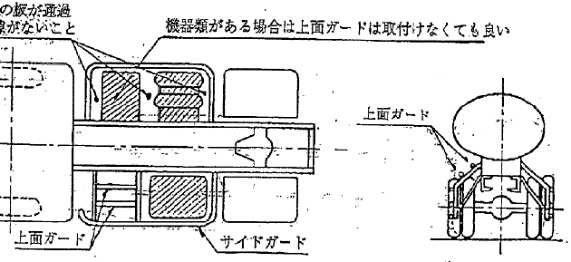 の板が通過
がないこと
機器類がある場合は上面ガードは取付けなくても良い
上面ガード
上面ガード
サイドガード